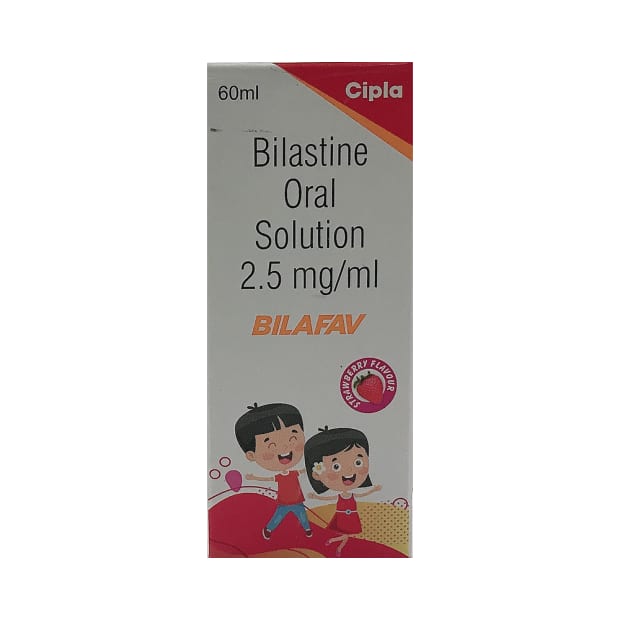 60ml
Cipla
Bilastine
Oral
Solution
2.5 mg/ml
BILAFAV
STRAWBERRY FLAVOUR